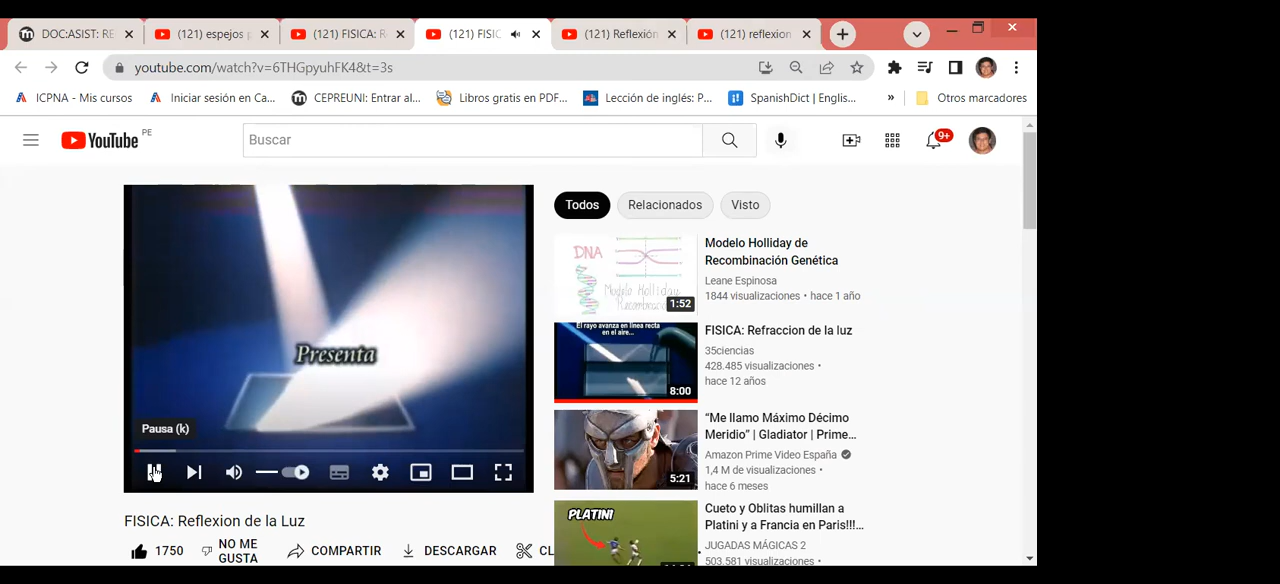 DOC:ASIST: RE
(121) espejos p
(121) FISICA: R
(121) FISIC
(121) Reflexión
(121) reflexion
youtube.com/watch?v=6THGpyuhFK4&t=3s
ICPNA - Mis cursos
Iniciar sesión en Ca...
CEPREUNI: Entrar al...
Libros gratis en PDF...
Lección de inglés: P...
SpanishDict | Englis...
»
Otros marcadores
YouTube PE
Buscar
9+
Todos
Relacionados
Visto
Presenta
Pausa (k)
DNA
Modelo Holliday
Recombinación
1:52
Modelo Holliday de
Recombinación Genética
Leane Espinosa
1844 visualizaciones • hace 1 año
El rayo avanza en línea recta
en el aire...
8:00
FISICA: Refraccion de la luz
35ciencias
428.485 visualizaciones •
hace 12 años
5:21
“Me llamo Máximo Décimo
Meridio” | Gladiator | Prime...
Amazon Prime Video España
1,4 M de visualizaciones •
hace 6 meses
PLATINI
Cueto y Oblitas humillan a
Platini y a Francia en Paris!!!...
JUGADAS MÁGICAS 2
503.581 visualizaciones •
FISICA: Reflexion de la Luz
1750
NO ME
GUSTA
COMPARTIR
DESCARGAR
CL